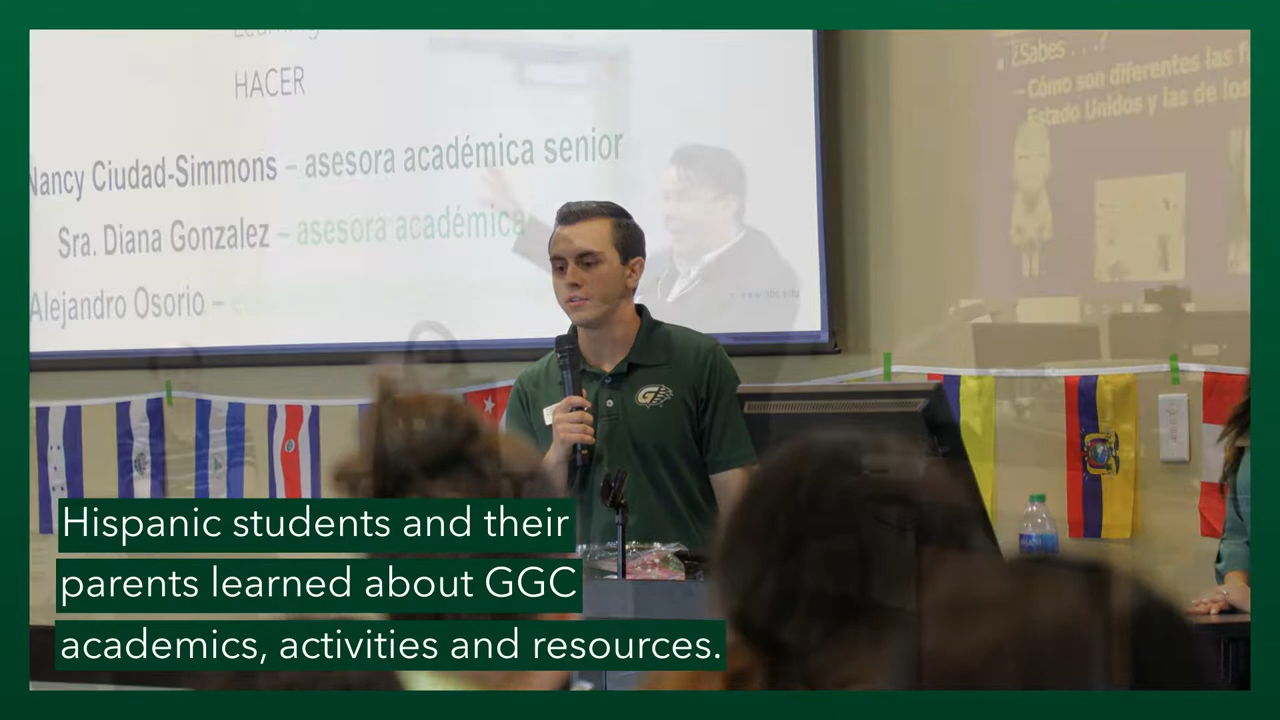 Learning
HACER
Nancy Ciudad-Simmons – asesora académica senior
Sra. Diana Gonzalez – asesora académica
Alejandro Osorio –
¿Sabes . . .?
– Cómo son diferentes las
Estado Unidos y las de los
Hispanic students and their
parents learned about GGC
academics, activities and resources.